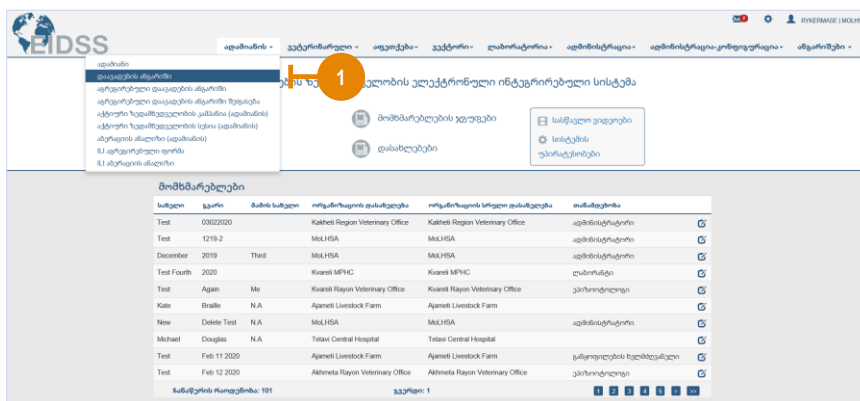 RYKERMASE | MOLHS
EIDSS
ადამიანის ვეტერინარული აფეთქება ვექტორი ლაბორატორია ადმინისტრაცია ადმინისტრაცია-კონფიგურაცია ანგარიშები
ადამიანი
დაავადების ანგარიში
აგრეგირებული დაავადების ანგარიში
აგრეგირებული დაავადების ანგარიში შეფასება
აქტიური ზედამხედველობის კამპანია (ადამიანის)
აქტიური ზედამხედველობის სესია (ადამიანის)
აბერაციის ანალიზი (ადამიანის)
ILI აგრეგირებული ფორმა
ILI აბერაციის ანალიზი
1
ელექტრონული ინტეგრირებული სისტემა
მომხმარებლების ჯგუფები
დასახლებები
სასწავლო ვიდეოები
სისტემის
უპირატესობები
მომხმარებლები
სახელი გვარი მამის სახელი ორგანიზაციის დასახელება ორგანიზაციის სრული დასახელება თანამდებობა
Test 03022020 Kakheti Region Veterinary Office Kakheti Region Veterinary Office ადმინისტრატორი
Test 1219-2 MoLHSA MoLHSA ადმინისტრატორი
December 2019 Third MoLHSA MoLHSA ადმინისტრატორი
Test Fourth 2020 Kvareli MPHC Kvareli MPHC ლაბორანტი
Test Again Me Kvareli Rayon Veterinary Office Kvareli Rayon Veterinary Office ეპიზოოტოლოგი
Kate Braille N.A Ajameti Livestock Farm Ajameti Livestock Farm
New Delete Test N.A MoLHSA MoLHSA ადმინისტრატორი
Michael Douglas N.A Telavi Central Hospital Telavi Central Hospital
Test Feb 11 2020 Ajameti Livestock Farm Ajameti Livestock Farm განყოფილების ხელმძღვანელი
Test Feb 12 2020 Akhmeta Rayon Veterinary Office Akhmeta Rayon Veterinary Office ეპიზოოტოლოგი
ჩანაწერის რაოდენობა: 101 გვერდი: 1 1 2 3 4 5 > >>